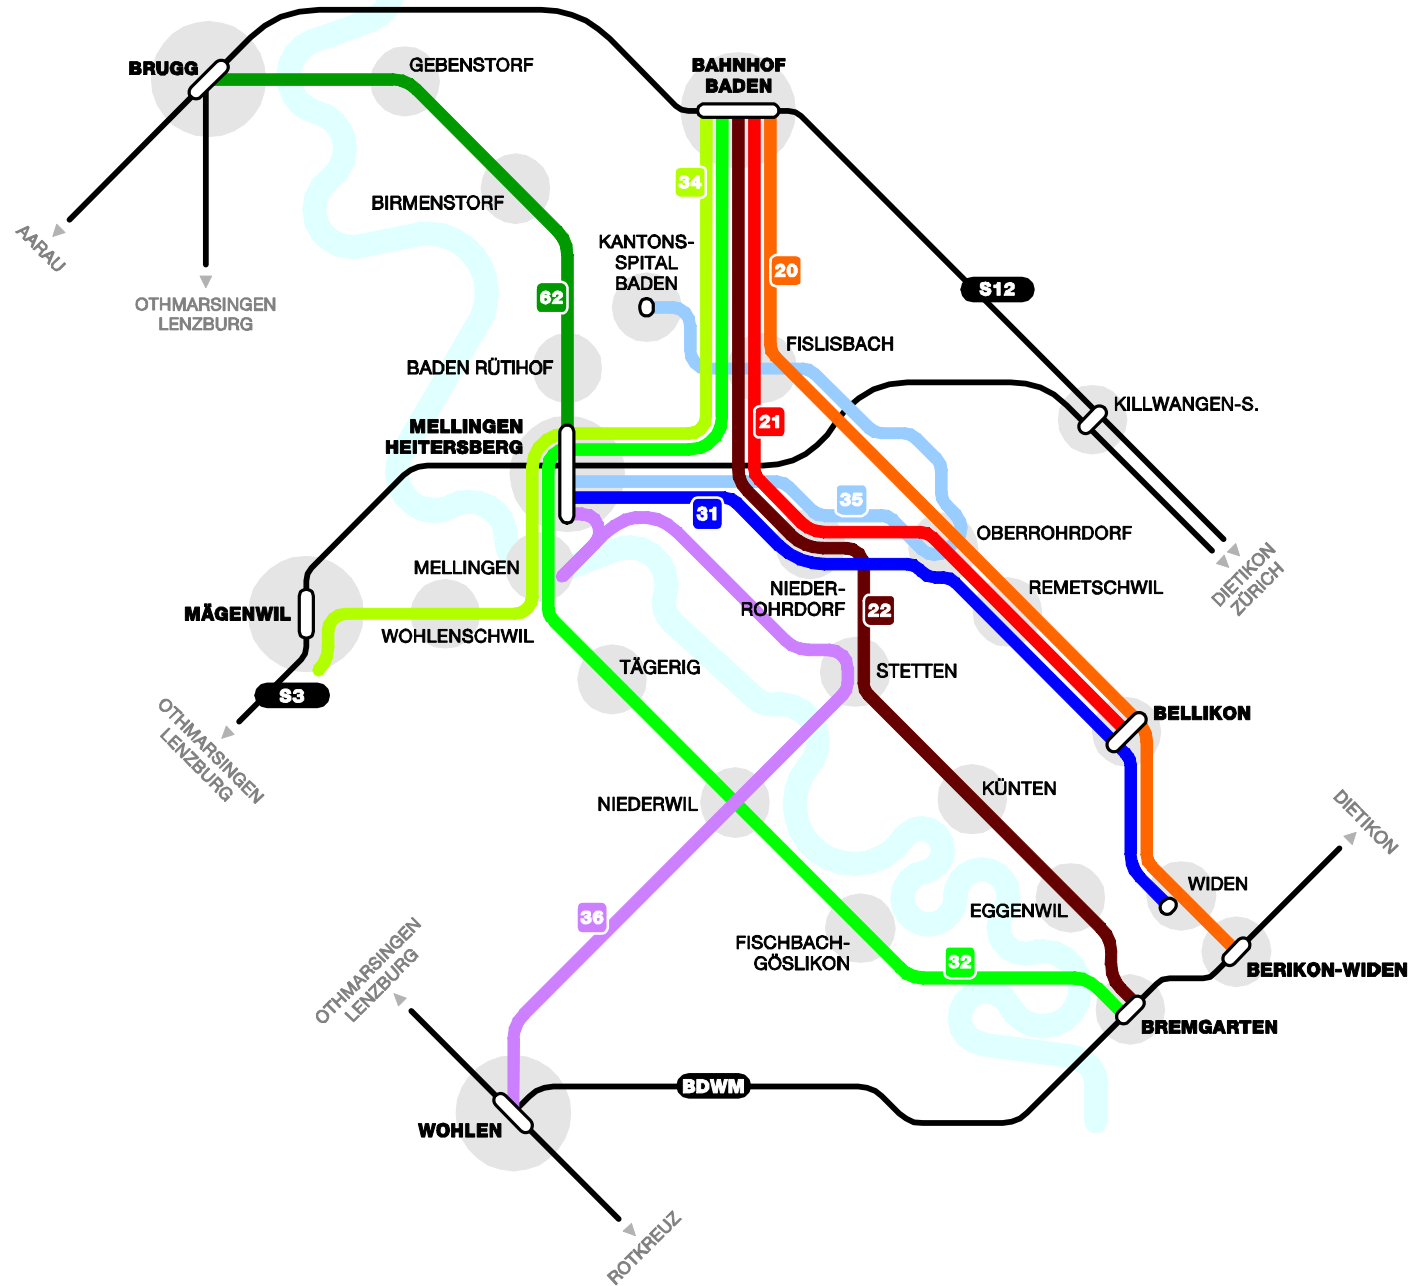 BRUGG
GEBENSTORF
BAHNHOF
BADEN
34
BIRMENSTORF
AARAU
KANTONS-
SPITAL
BADEN
20
S12
OTHMARSINGEN
LENZBURG
62
FISLISBACH
BADEN RÜTIHOF
KILLWANGEN-S.
MELLINGEN
HEITERSBERG
21
35
31
OBERROHRDORF
MELLINGEN
DIETIKON
ZÜRICH
NIEDER-
ROHRDORF
REMETSCHWIL
MÄGENWIL
22
WOHLENSCHWIL
TÄGERIG
STETTEN
S3
OTHMARSINGEN
LENZBURG
BELLIKON
KÜNTEN
NIEDERWIL
DIETIKON
WIDEN
36
EGGENWIL
FISCHBACH-
GÖSLIKON
32
OTHMARSINGEN
LENZBURG
BERIKON-WIDEN
BREMGARTEN
BDWM
WOHLEN
ROTKREUZ